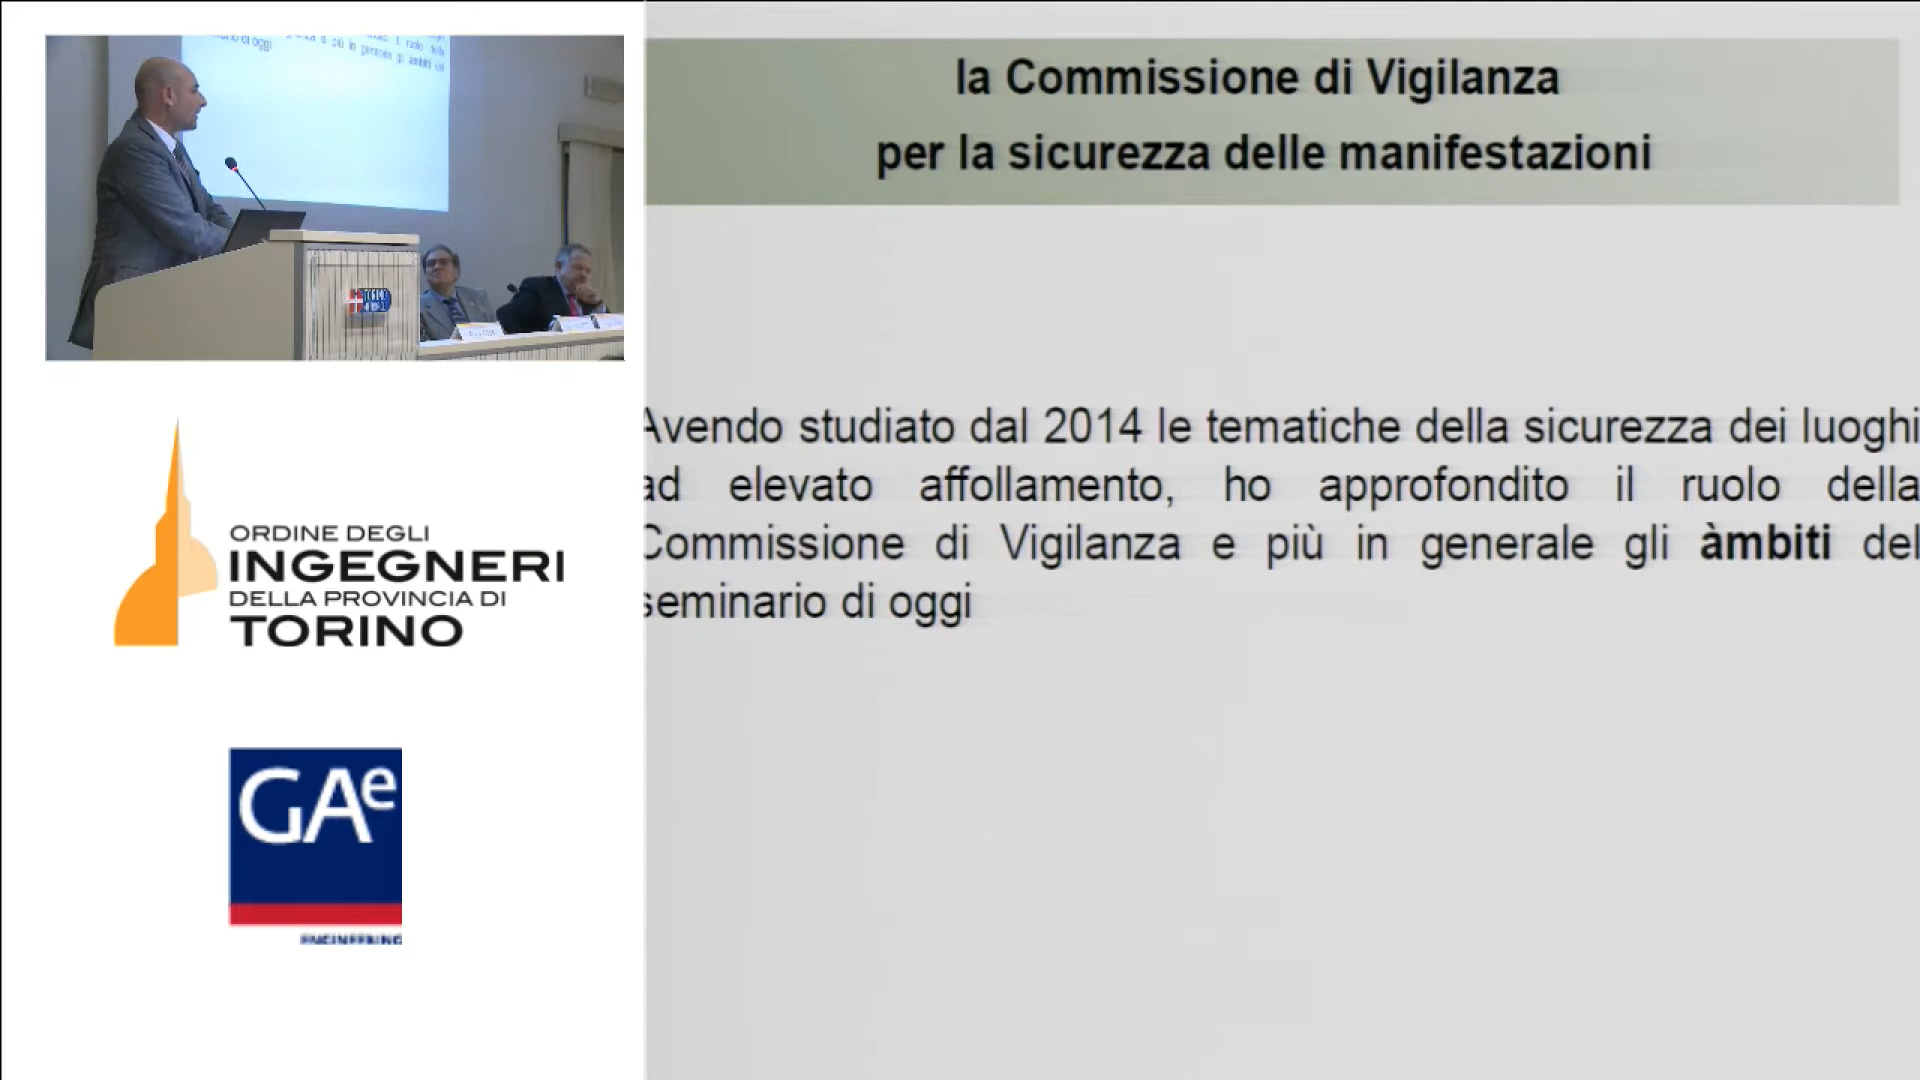 la Commissione di Vigilanza
per la sicurezza delle manifestazioni
Avendo studiato dal 2014 le tematiche della sicurezza dei luoghi
ad elevato affollamento, ho approfondito il ruolo della
Commissione di Vigilanza e più in generale gli àmbiti del
seminario di oggi
ORDINE DEGLI
INGEGNERI
DELLA PROVINCIA DI
TORINO
GAe
ENGINEERING